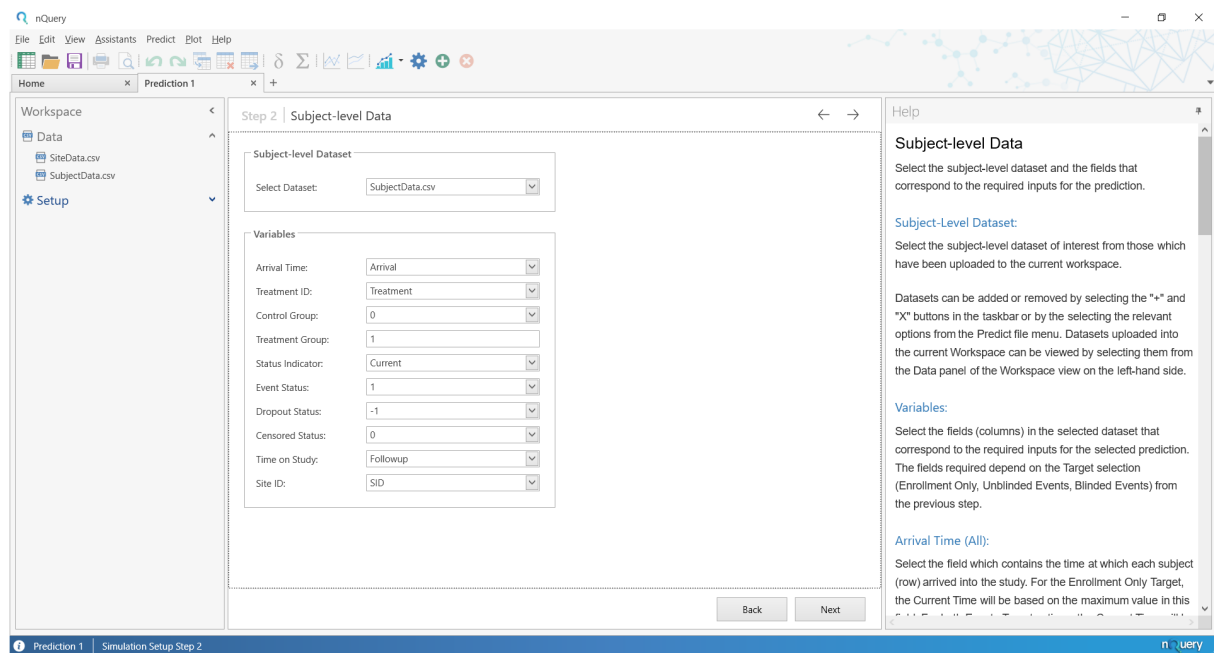 nQuery
File Edit View Assistants Predict Plot Help
Home × Prediction 1 × +
Workspace
Data
SiteData.csv
SubjectData.csv
Setup
Step 2 | Subject-level Data
Subject-level Dataset
Select Dataset: SubjectData.csv
Variables
Arrival Time: Arrival
Treatment ID: Treatment
Control Group: 0
Treatment Group: 1
Status Indicator: Current
Event Status: 1
Dropout Status: -1
Censored Status: 0
Time on Study: Followup
Site ID: SID
Back Next
Help
Subject-level Data
Select the subject-level dataset and the fields that
correspond to the required inputs for the prediction.
Subject-Level Dataset:
Select the subject-level dataset of interest from those which
have been uploaded to the current workspace.
Datasets can be added or removed by selecting the "+" and
"X" buttons in the taskbar or by the selecting the relevant
options from the Predict file menu. Datasets uploaded into
the current Workspace can be viewed by selecting them from
the Data panel of the Workspace view on the left-hand side.
Variables:
Select the fields (columns) in the selected dataset that
correspond to the required inputs for the selected prediction.
The fields required depend on the Target selection
(Enrollment Only, Unblinded Events, Blinded Events) from
the previous step.
Arrival Time (All):
Select the field which contains the time at which each subject
(row) arrived into the study. For the Enrollment Only Target,
the Current Time will be based on the maximum value in this
Prediction 1 | Simulation Setup Step 2
nQuery